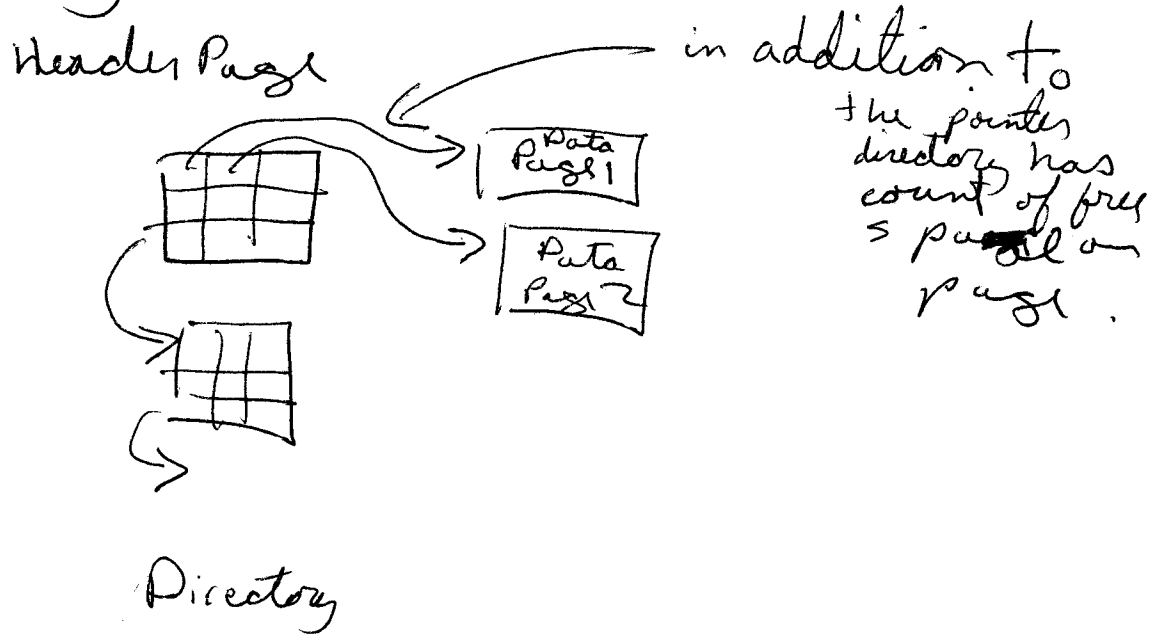 Header Page
in addition to
the pointer
directory has
count of free
space on
page.
Data
Page 1
Data
Page 2
Directory